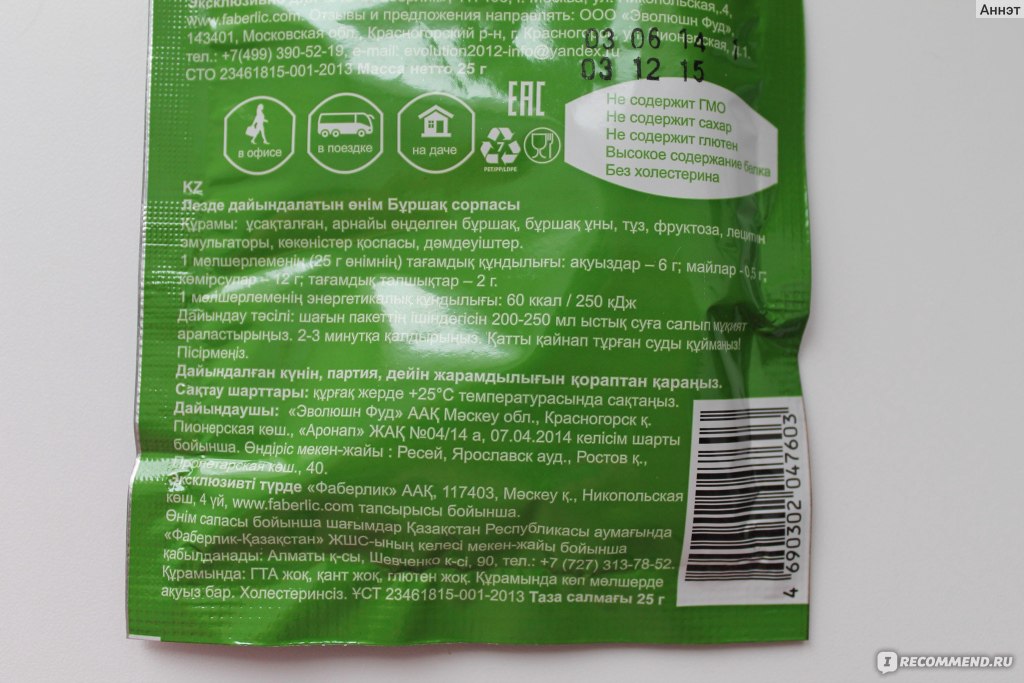 Аннэт
www.faberlic.com. Отзывы и предложения направлять: ООО «Эволюшн Фуд»,
143401, Московская обл., Красногорский р-н, г. Красногорск, ул. Пионерская, д.1
тел.: +7(499) 390-52-19, e-mail: evolution2012-info@yandex.ru
СТО 23461815-001-2013 Масса нетто 25 г
03 06 14 1
03 12 15
в офисе
в поездке
на даче
EAC
7
PET/PP/LDPE
Не содержит ГМО
Не содержит сахар
Не содержит глютен
Высокое содержание белка
Без холестерина
KZ
Лезде дайындалатын өнім Бұршақ сорпасы
Құрамы: ұсақталған, арнайы еңделген бұршақ, бұршақ ұны, тұз, фруктоза, лецитин
эмульгаторы, көкөністер қоспасы, дәмдеуіштер.
1 мөлшерлеменің (25 г өнімнің) тағамдық құндылығы: ақуыздар – 6 г; майлар -0,5 г;
көмірсулар – 12 г; тағамдық талшықтар – 2 г.
1 мөлшерлеменің энергетикалық құндылығы: 60 ккал / 250 кДж
Дайындау тәсілі: шағын пакеттің ішіндегісін 200-250 мл ыстық суға салып мұқият
араластырыңыз. 2-3 минутқа қалдырыңыз. Қатты қайнап тұрған суды құймаңыз!
Пісірмеңіз.
Дайындалған күнін, партия, дейін жарамдылығын қораптан қараңыз.
Сақтау шарттары: құрғақ жерде +25°С температурасында сақтаңыз.
Дайындаушы: «Эволюшн Фуд» ААҚ Мәскеу обл., Красногорск қ.
Пионерская көш., «Аронап» ЖАҚ №04/14 а, 07.04.2014 келісім шарты
бойынша. Өндіріс мекен-жайы : Ресей, Ярославск ауд., Ростов қ.,
Пролетарская көш., 40.
Эксклюзивті түрде «Фаберлик» ААҚ, 117403, Мәскеу қ., Никопольская
көш, 4 үй, www.faberlic.com тапсырысы бойынша.
Өнім сапасы бойынша шағымдар Қазақстан Республикасы аумағында
«Фаберлик-Қазақстан» ЖШС-ының келесі мекен-жайы бойынша
қабылданады: Алматы қ-сы, Шевченко к-сі, 90, тел.: +7 (727) 313-78-52.
Құрамында: ГТА жоқ, қант жоқ, глютен жоқ. Құрамында көп мөлшерде
ақуыз бар. Холестеринсіз. ҰСТ 23461815-001-2013 Таза салмағы 25 г
4 690302 047603
I RECOMMEND.RU